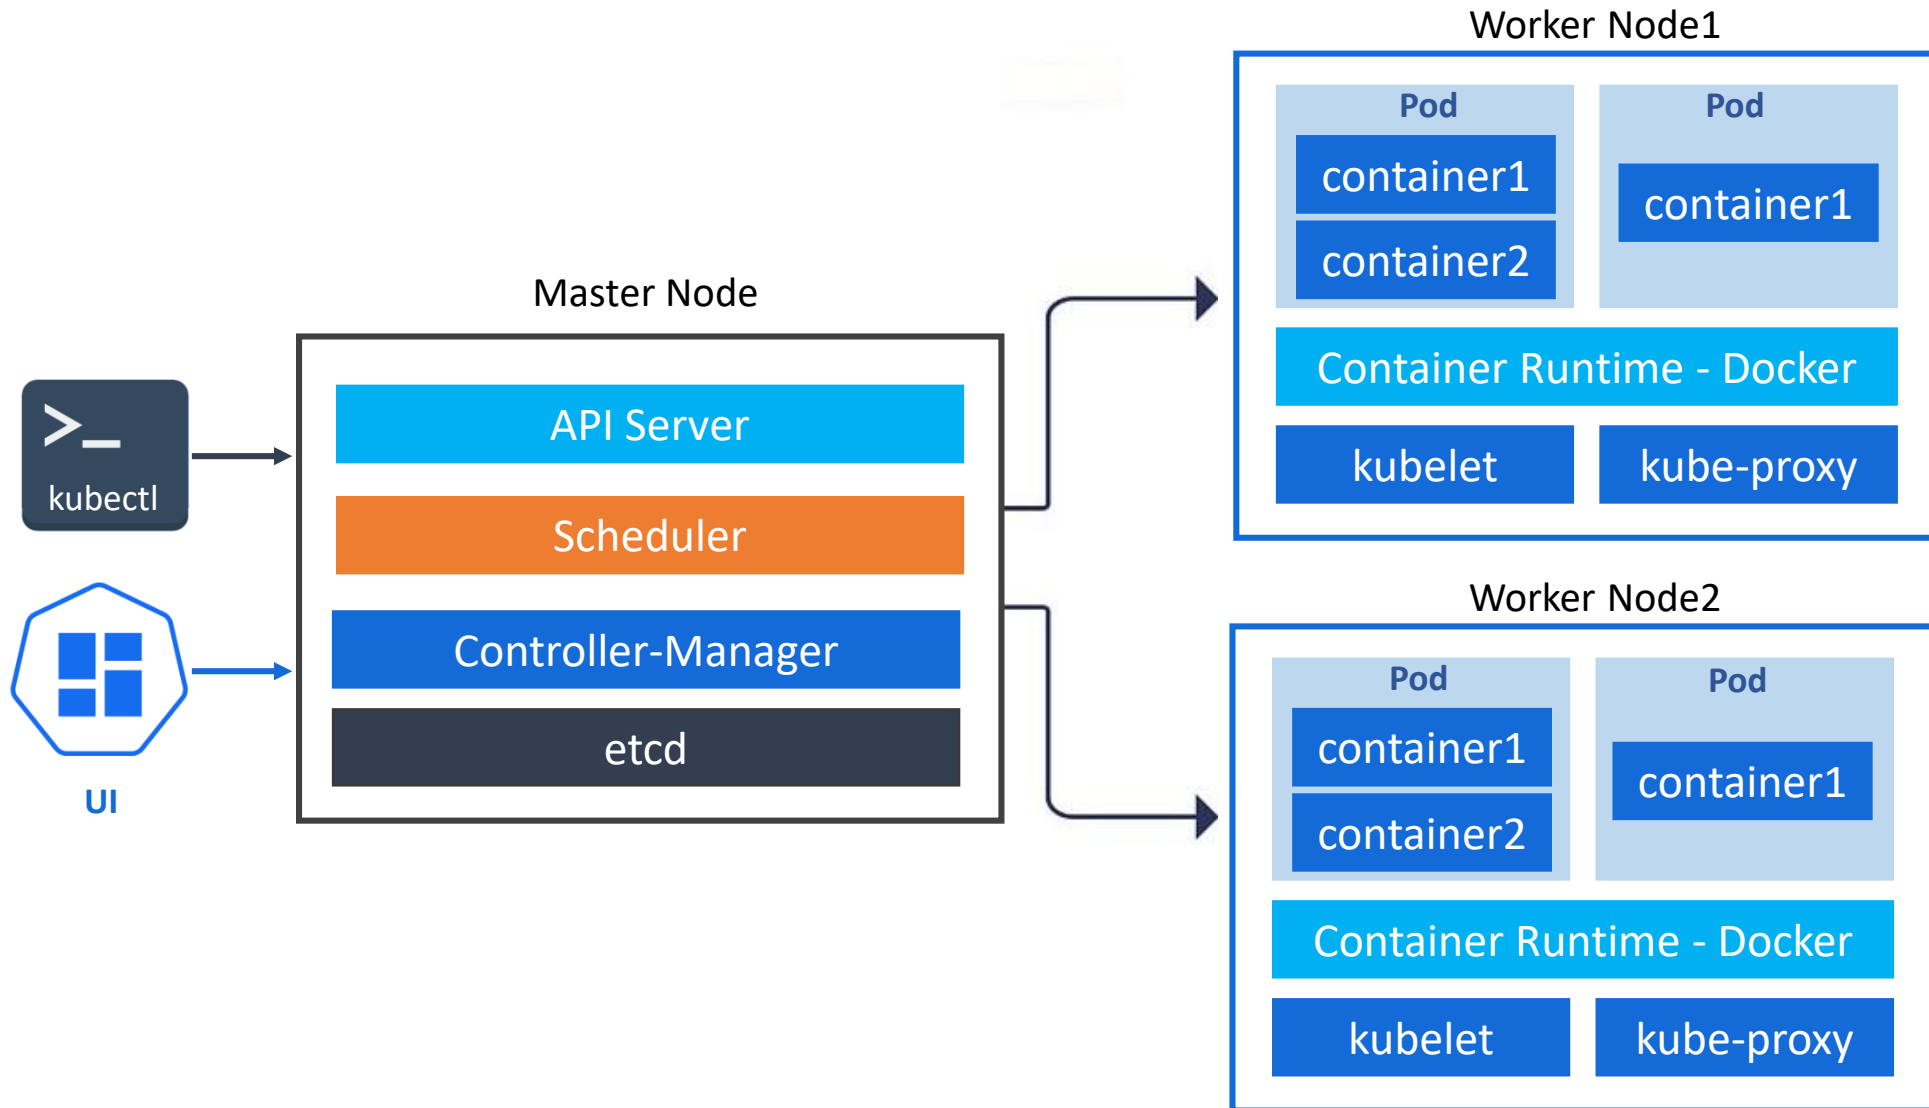 >_
kubectl
UI
Master Node
API Server
Scheduler
Controller-Manager
etcd
Worker Node1
Pod
container1
container2
Pod
container1
Container Runtime - Docker
kubelet
kube-proxy
Worker Node2
Pod
container1
container2
Pod
container1
Container Runtime - Docker
kubelet
kube-proxy